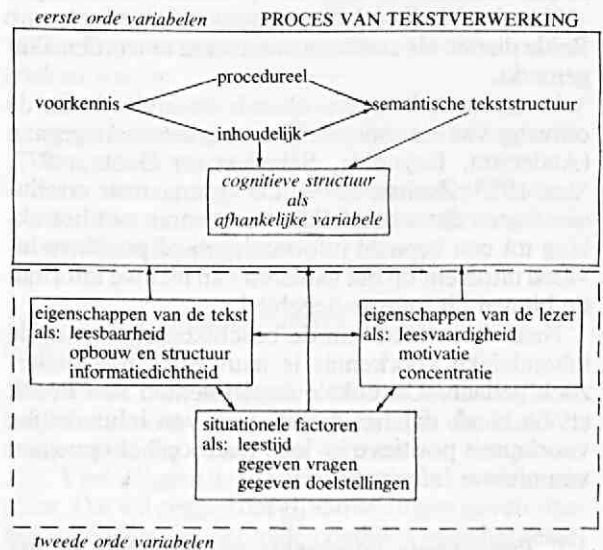 eerste orde variabelen PROCES VAN TEKSTVERWERKING
procedureel
voorkennis semantische tekststructuur
inhoudelijk
cognitieve structuur
als
afhankelijke variabele
eigenschappen van de tekst
als: leesbaarheid
opbouw en structuur
informatiedichtheid
eigenschappen van de lezer
als: leesvaardigheid
motivatie
situationele factoren
als: leestijd
gegeven vragen
gegeven doelstellingen
tweede orde variabelen